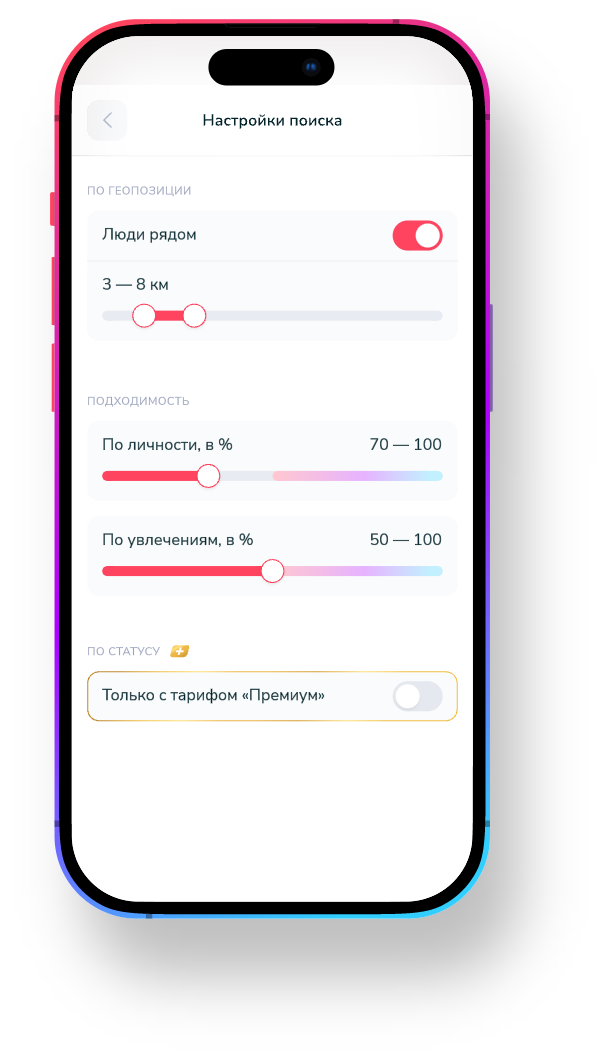 Настройки поиска
ПО ГЕОПОЗИЦИИ
Люди рядом
3 — 8 км
ПОДХОДИМОСТЬ
По личности, в % 70 — 100
По увлечениям, в % 50 — 100
ПО СТАТУСУ
Только с тарифом «Премиум»